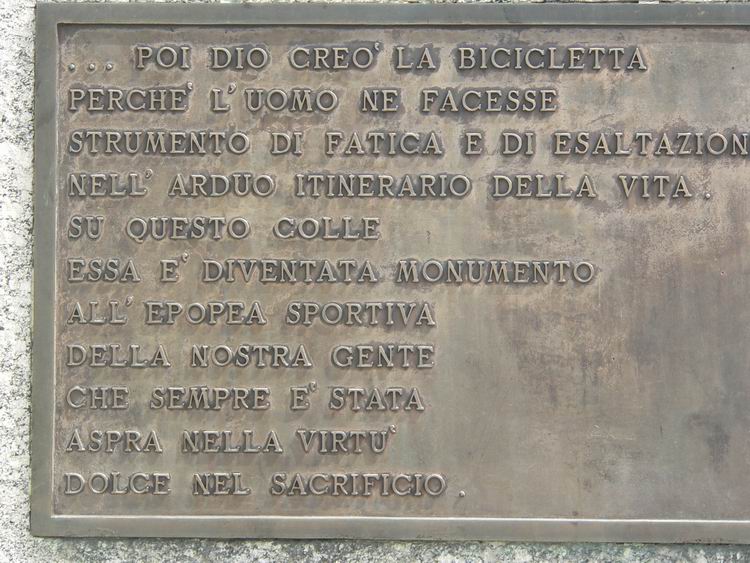 ... POI DIO CREO' LA BICICLETTA
PERCHE' L'UOMO NE FACESSE
STRUMENTO DI FATICA E DI ESALTAZION
NELL' ARDUO ITINERARIO DELLA VITA.
SU QUESTO COLLE
ESSA E' DIVENTATA MONUMENTO
ALL' EPOPEA SPORTIVA
DELLA NOSTRA GENTE
CHE SEMPRE E' STATA
ASPRA NELLA VIRTU'
DOLCE NEL SACRIFICIO.